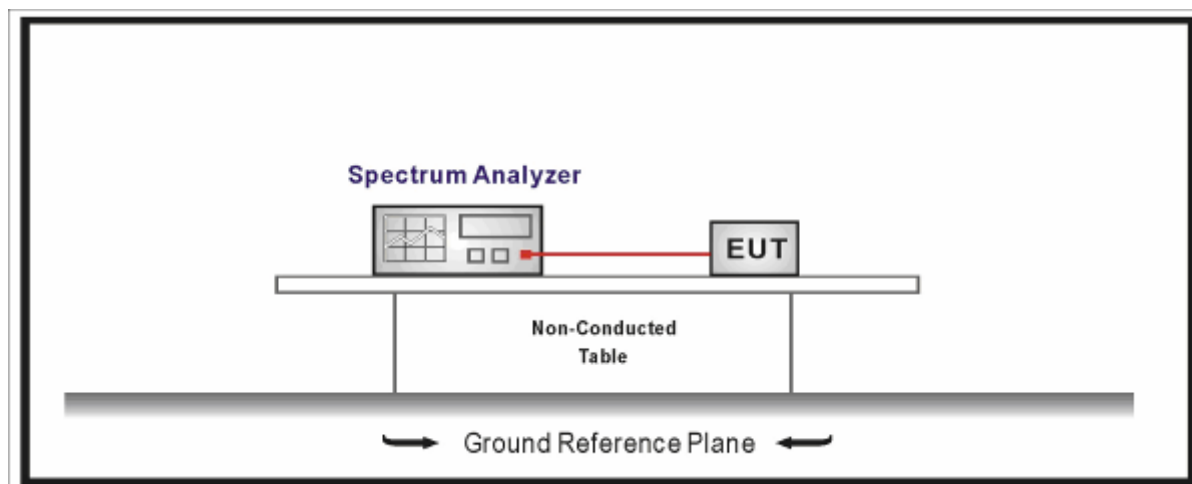 Spectrum Analyzer
EUT
Non-Conducted
Table
Ground Reference Plane